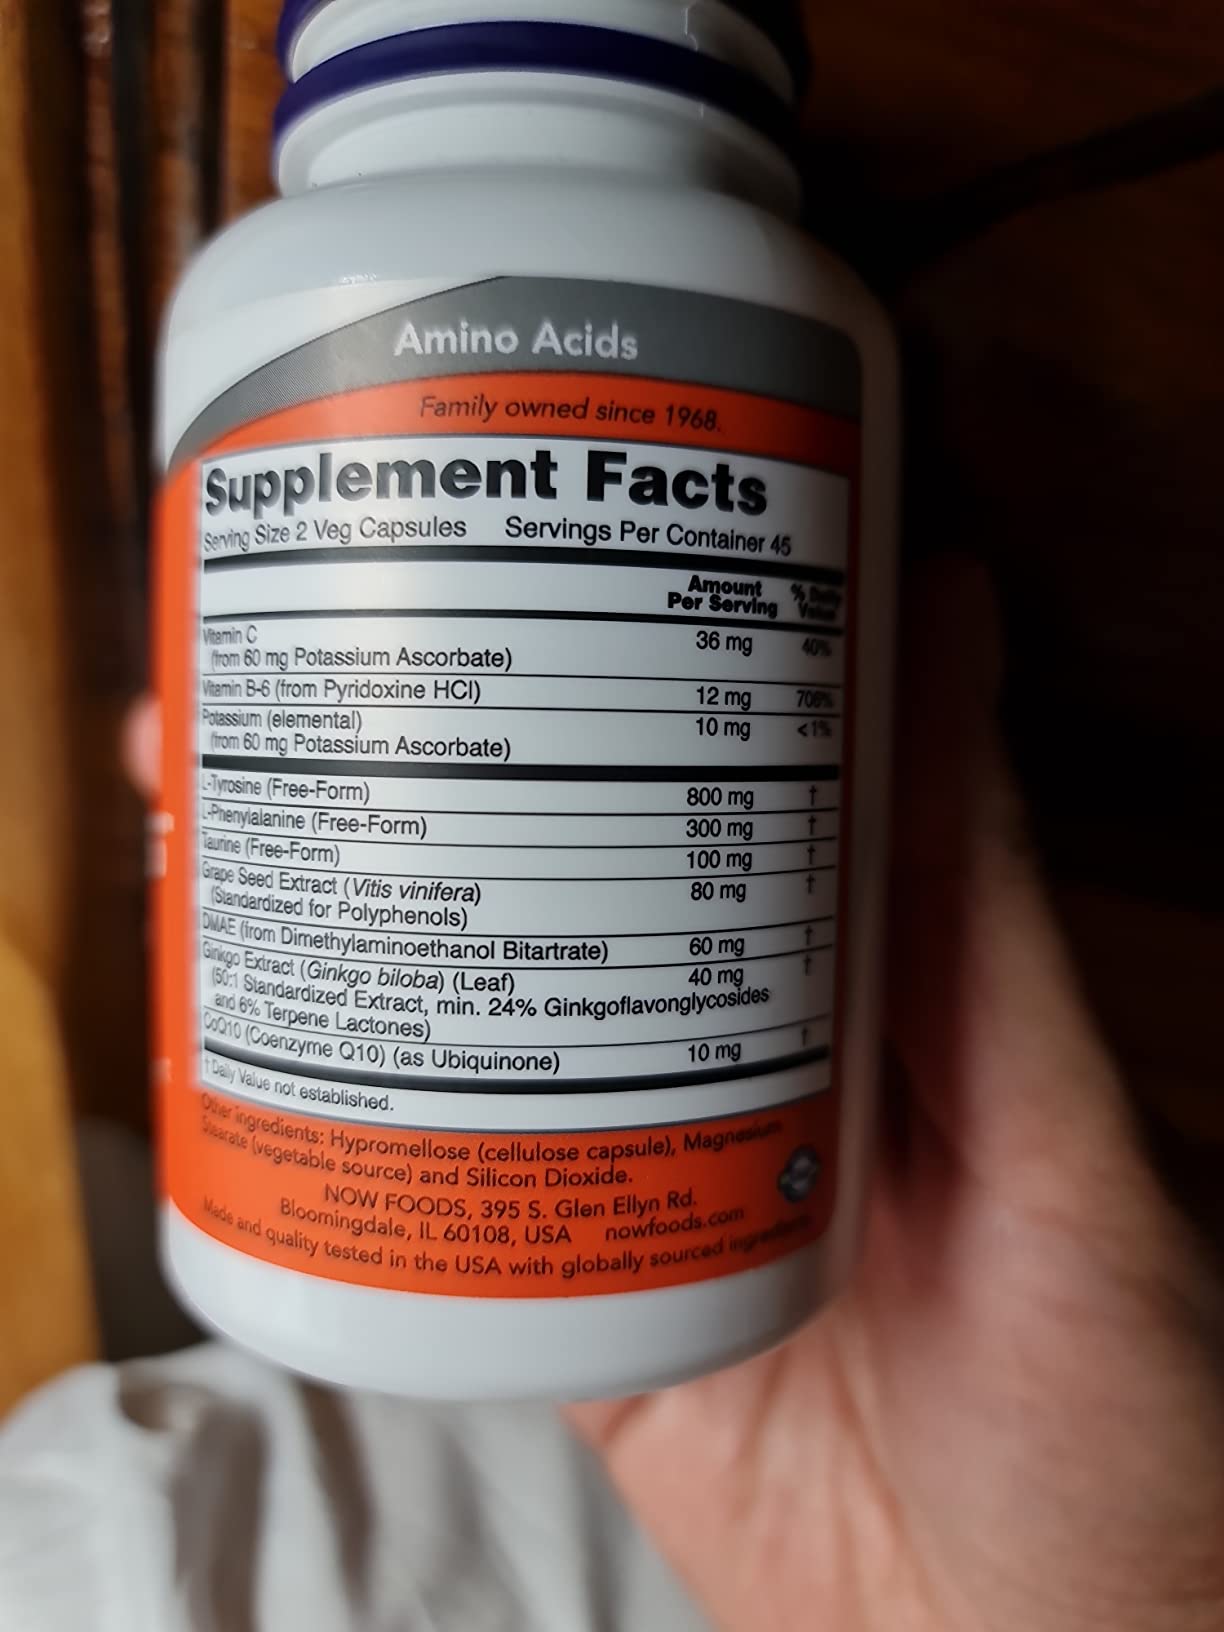 Amino Acids
Family owned since 1968.
Supplement Facts
Serving Size 2 Veg Capsules Servings Per Container 45
Amount Per Serving % Daily Value
Vitamin C 36 mg 40%
(from 60 mg Potassium Ascorbate)
Vitamin B-6 (from Pyridoxine HCl) 12 mg 706%
Potassium (elemental) 10 mg <1%
(from 60 mg Potassium Ascorbate)
L-Tyrosine (Free-Form) 800 mg †
L-Phenylalanine (Free-Form) 300 mg †
Taurine (Free-Form) 100 mg †
Grape Seed Extract (Vitis vinifera) 80 mg †
(Standardized for Polyphenols)
DMAE (from Dimethylaminoethanol Bitartrate) 60 mg †
Ginkgo Extract (Ginkgo biloba) (Leaf) 40 mg †
(50:1 Standardized Extract, min. 24% Ginkgoflavonglycosides
and 6% Terpene Lactones)
CoQ10 (Coenzyme Q10) (as Ubiquinone) 10 mg †
† Daily Value not established.
Other ingredients: Hypromellose (cellulose capsule), Magnesium
Stearate (vegetable source) and Silicon Dioxide.
NOW FOODS, 395 S. Glen Ellyn Rd.
Bloomingdale, IL 60108, USA nowfoods.com
Made and quality tested in the USA with globally sourced ingredients